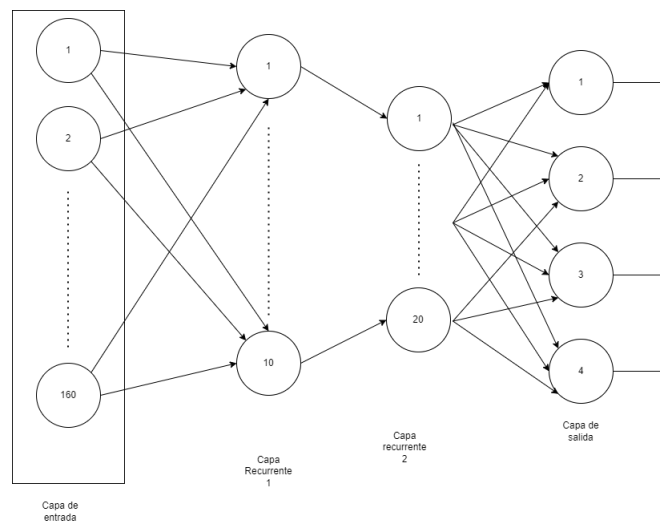 1
2
160
Capa de
entrada
1
10
Capa
Recurrente
1
1
20
Capa
recurrente
2
1
2
3
4
Capa de
salida